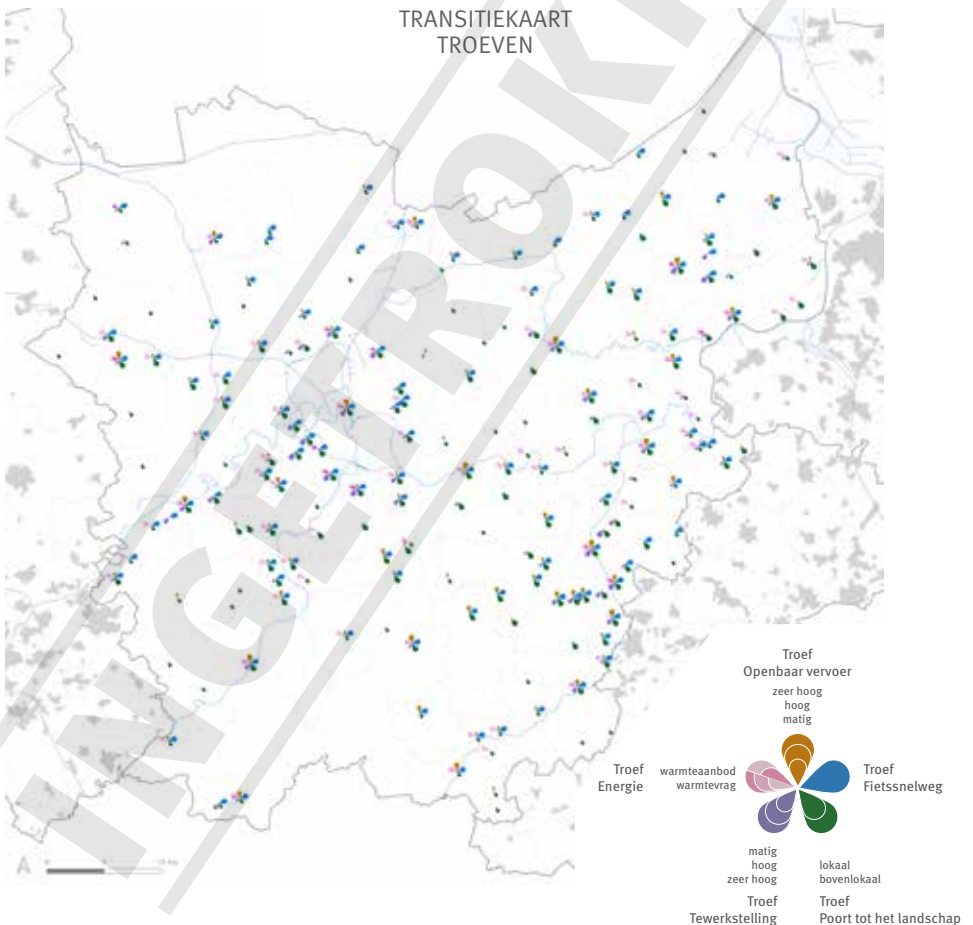 TRANSITIEKAART
TROEVEN
INGETROKKEN
Troef
Openbaar vervoer
zeer hoog
hoog
matig
Troef
Energie
warmteaanbod
warmtevrag
Troef
Fietssnelweg
matig
hoog
zeer hoog
lokaal
bovenlokaal
Troef
Tewerkstelling
Troef
Poort tot het landschap